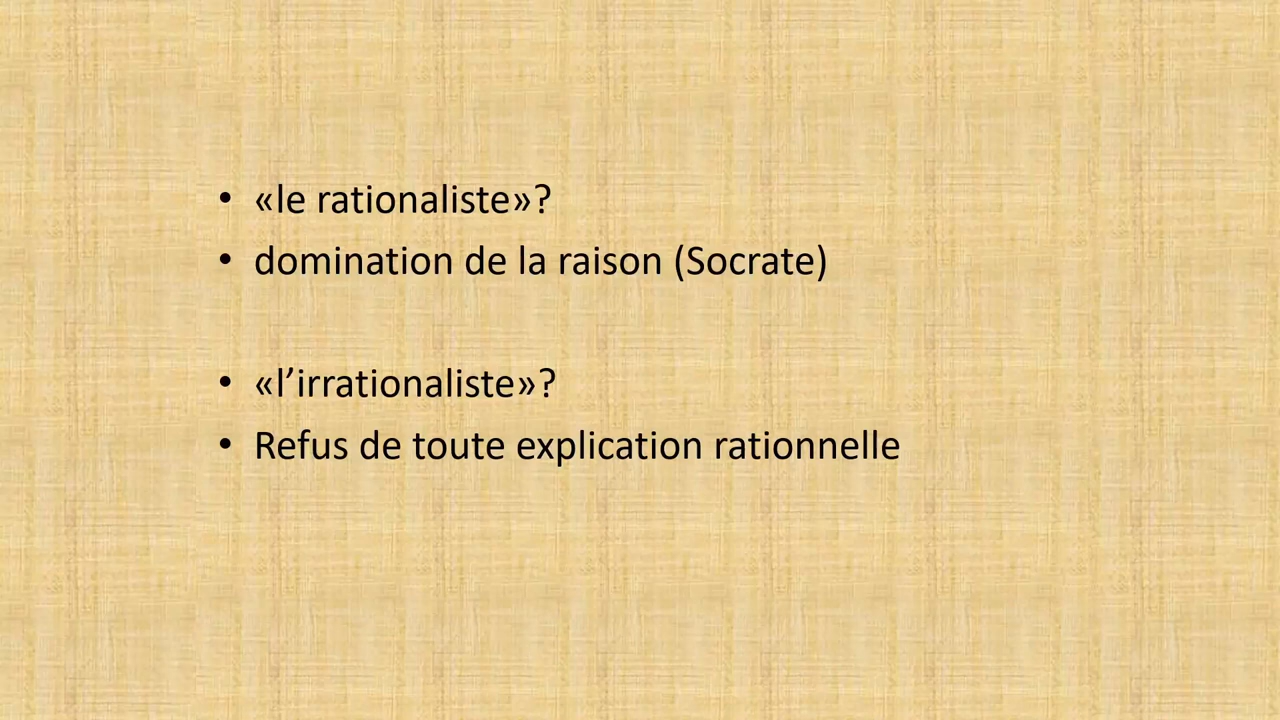 • «le rationaliste»?
• domination de la raison (Socrate)
• «l’irrationaliste»?
• Refus de toute explication rationnelle